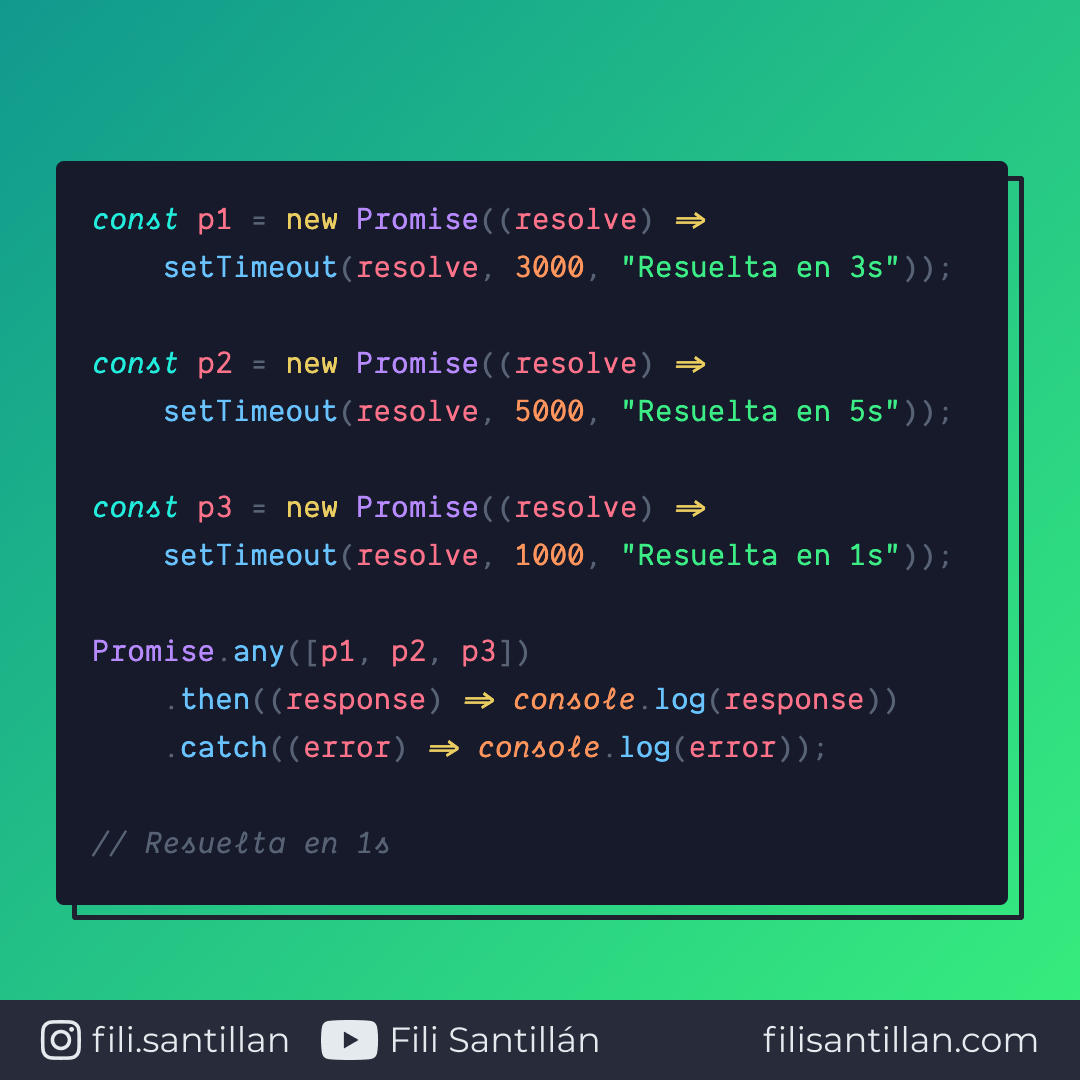 const p1 = new Promise((resolve) =>
    setTimeout(resolve, 3000, "Resuelta en 3s"));
const p2 = new Promise((resolve) =>
    setTimeout(resolve, 5000, "Resuelta en 5s"));
const p3 = new Promise((resolve) =>
    setTimeout(resolve, 1000, "Resuelta en 1s"));
Promise.any([p1, p2, p3])
    .then((response) => console.log(response))
    .catch((error) => console.log(error));
// Resuelta en 1s
fili.santillan Fili Santillán filisantillan.com